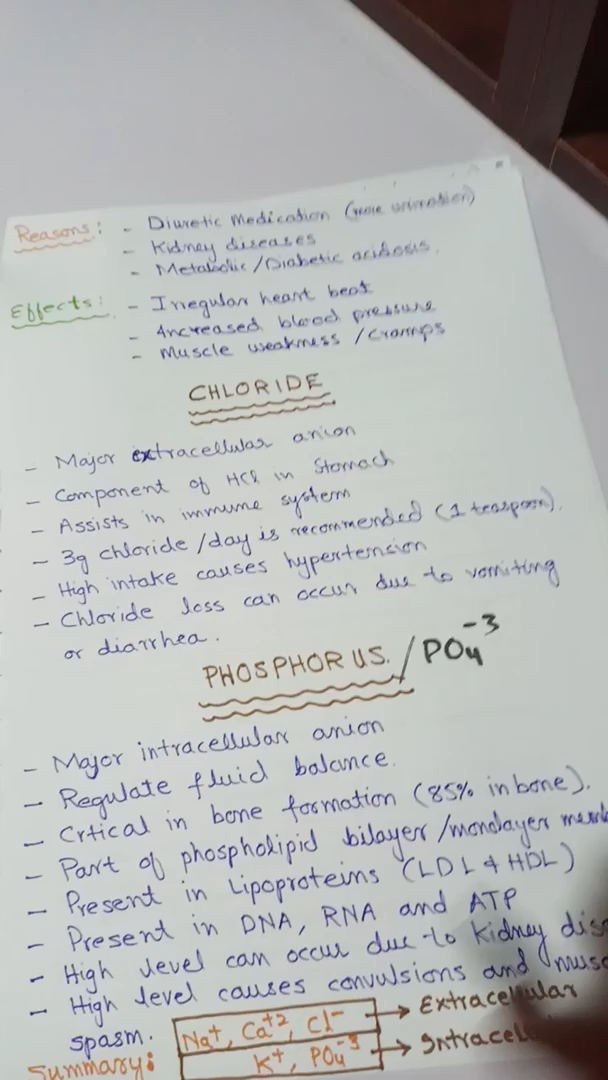 Reasons: - Diuretic Medication (more urination)
- Kidney diseases
- Metabolic/Diabetic acidosis.
Effects: - Irregular heart beat
- Increased blood pressure
- Muscle weakness / Cramps
CHLORIDE
- Major extracellular anion
- Component of HCl in Stomach
- Assists in immune system
- 3g chloride/day is recommended (1 teaspoon).
- High intake causes hypertension
- Chloride loss can occur due to vomiting
or diarrhea.
PHOSPHORUS. / PO4-3
- Major intracellular anion
- Regulate fluid balance.
- Crtical in bone formation (85% in bone).
- Part of phospholipid bilayer/monolayer
- Present in Lipoproteins (LDL & HDL)
- Present in DNA, RNA and ATP
- High level can occur due to Kidney
- High level causes convulsions and
spasm.
Na+, Ca+2, Cl- → Extracellular
Summary: K+, PO4-3 →